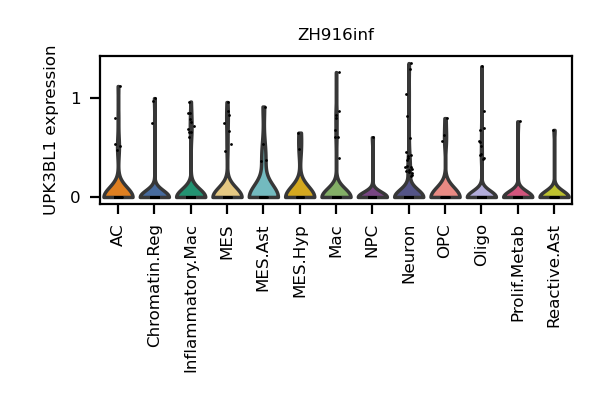 ZH916inf
UPK3BL1 expression
1
0
AC
Chromatin.Reg
Inflammatory.Mac
MES
MES.Ast
MES.Hyp
Mac
NPC
Neuron
OPC
Oligo
Prolif.Metab
Reactive.Ast